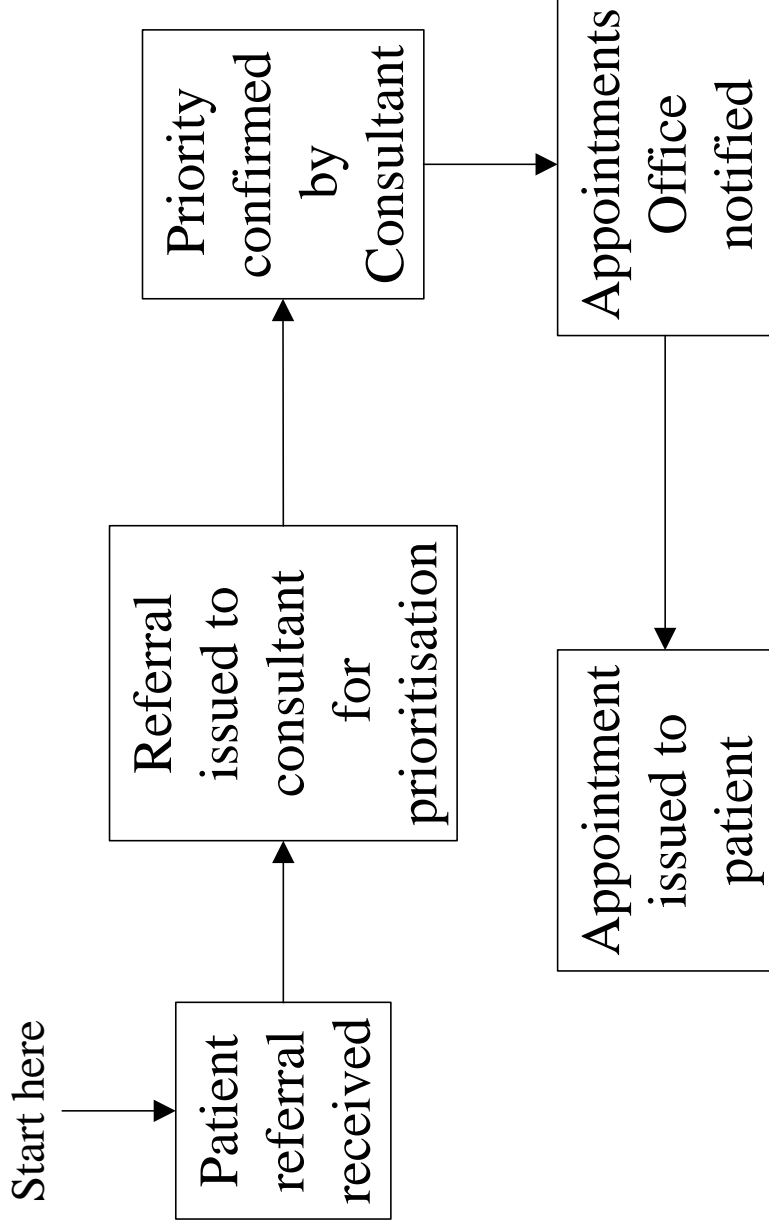 Start here
Patient
referral
received
Referral
issued to
consultant
for
prioritisation
Priority
confirmed
by
Consultant
Appointments
Office
notified
Appointment
issued to
patient